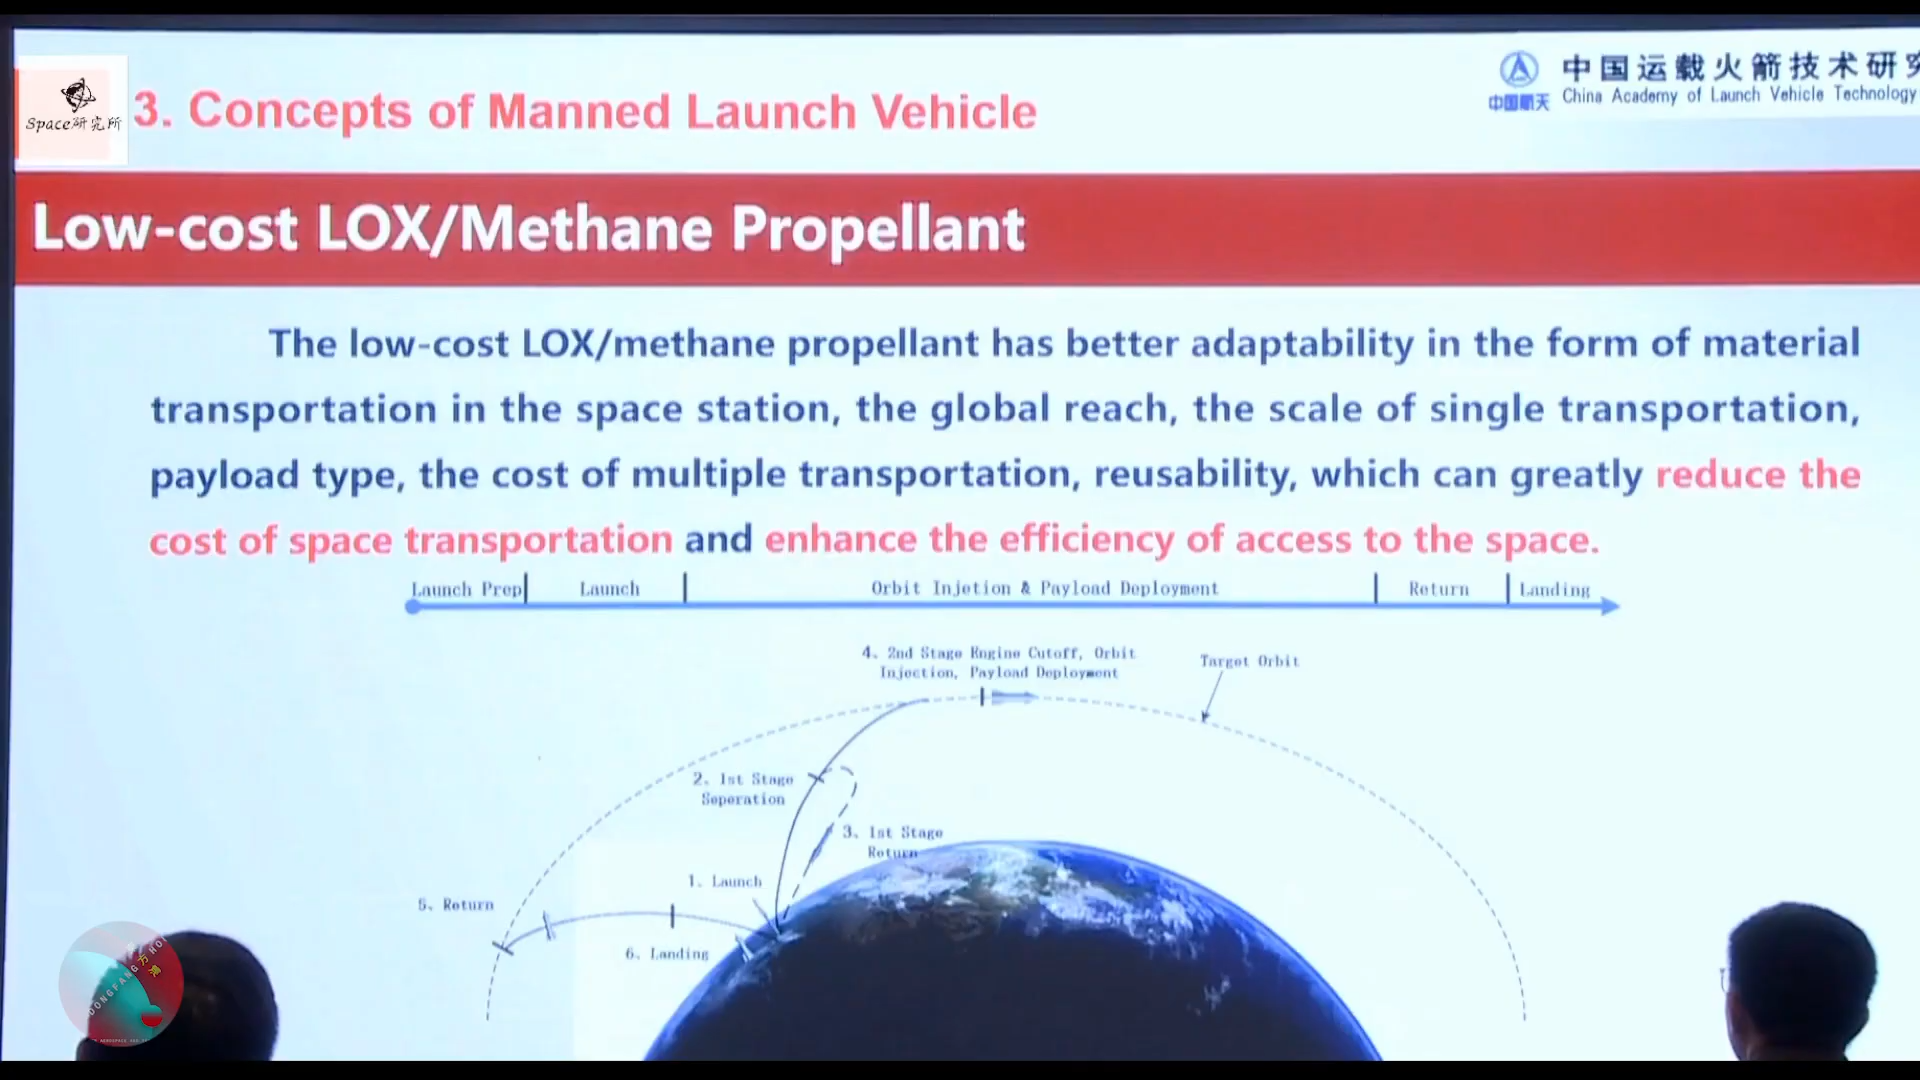 Space研究所
3. Concepts of Manned Launch Vehicle
中国航天
中国运载火箭技术研究
China Academy of Launch Vehicle Technology
Low-cost LOX/Methane Propellant
The low-cost LOX/methane propellant has better adaptability in the form of material
transportation in the space station, the global reach, the scale of single transportation,
payload type, the cost of multiple transportation, reusability, which can greatly reduce the
cost of space transportation and enhance the efficiency of access to the space.
Launch Prep
Launch
Orbit Injetion & Payload Deployment
Return
Landing
4、2nd Stage Engine Cutoff, Orbit
Injection, Payload Deployment
Target Orbit
2、1st Stage
Seperation
3、1st Stage
Return
1、Launch
5、Return
6、Landing
DONGFANG HO